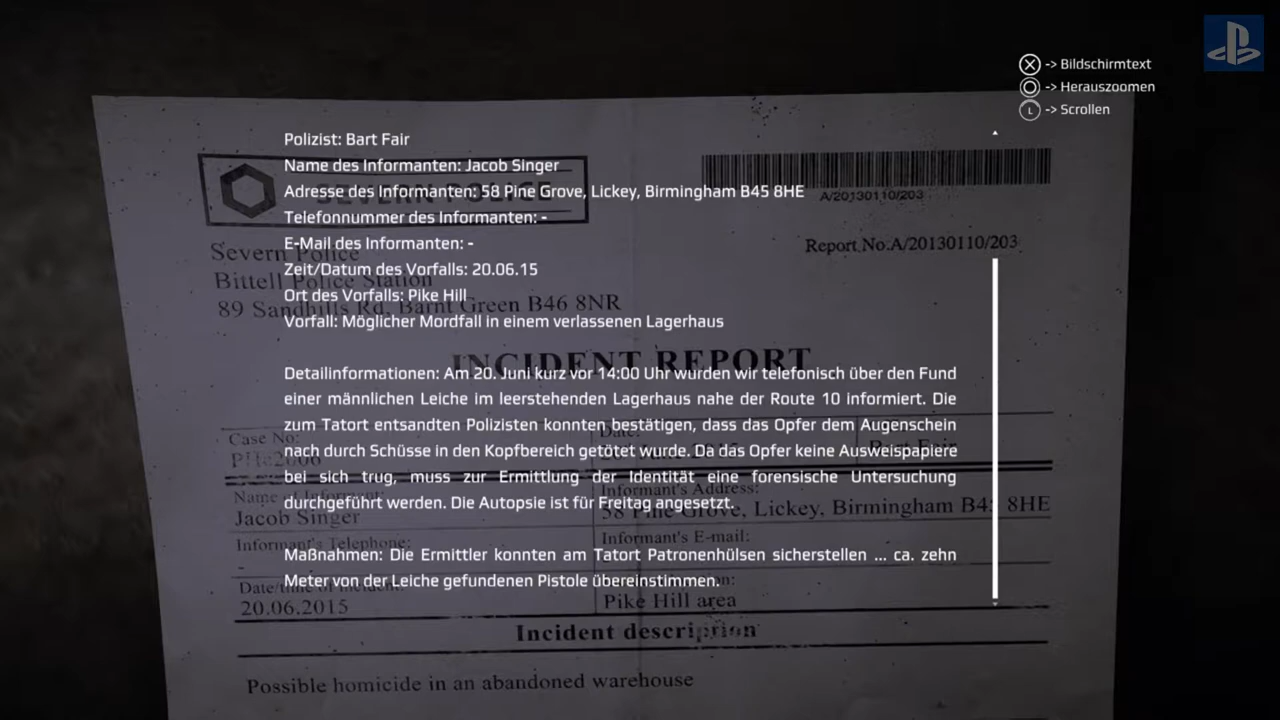 -> Bildschirmtext
-> Herauszoomen
L -> Scrollen
Polizist: Bart Fair
Name des Informanten: Jacob Singer
Adresse des Informanten: 58 Pine Grove, Lickey, Birmingham B45 8HE
Telefonnummer des Informanten: -
E-Mail des Informanten: -
Zeit/Datum des Vorfalls: 20.06.15
Ort des Vorfalls: Pike Hill
Vorfall: Möglicher Mordfall in einem verlassenen Lagerhaus
Detailinformationen: Am 20. Juni kurz vor 14:00 Uhr wurden wir telefonisch über den Fund
einer männlichen Leiche im leerstehenden Lagerhaus nahe der Route 10 informiert. Die
zum Tatort entsandten Polizisten konnten bestätigen, dass das Opfer dem Augenschein
nach durch Schüsse in den Kopfbereich getötet wurde. Da das Opfer keine Ausweispapiere
bei sich trug, muss zur Ermittlung der Identität eine forensische Untersuchung
durchgeführt werden. Die Autopsie ist für Freitag angesetzt.
Maßnahmen: Die Ermittler konnten am Tatort Patronenhülsen sicherstellen ... ca. zehn
Meter von der Leiche gefundenen Pistole übereinstimmen.
SEVERN POLICE
A/20130110/203
Report No.A/20130110/203
Severn Police
Bittell Police Station
89 Sandhills Rd, Barnt Green B46 8NR
INCIDENT REPORT
Case No:
Date:
Bart Fair
Name of Informant:
Jacob Singer
Informant's Address:
58 Pine Grove, Lickey, Birmingham B45 8HE
Informant's Telephone:
-
Informant's E-mail:
-
Date/time of incident:
20.06.2015
Pike Hill area
Incident description
Possible homicide in an abandoned warehouse